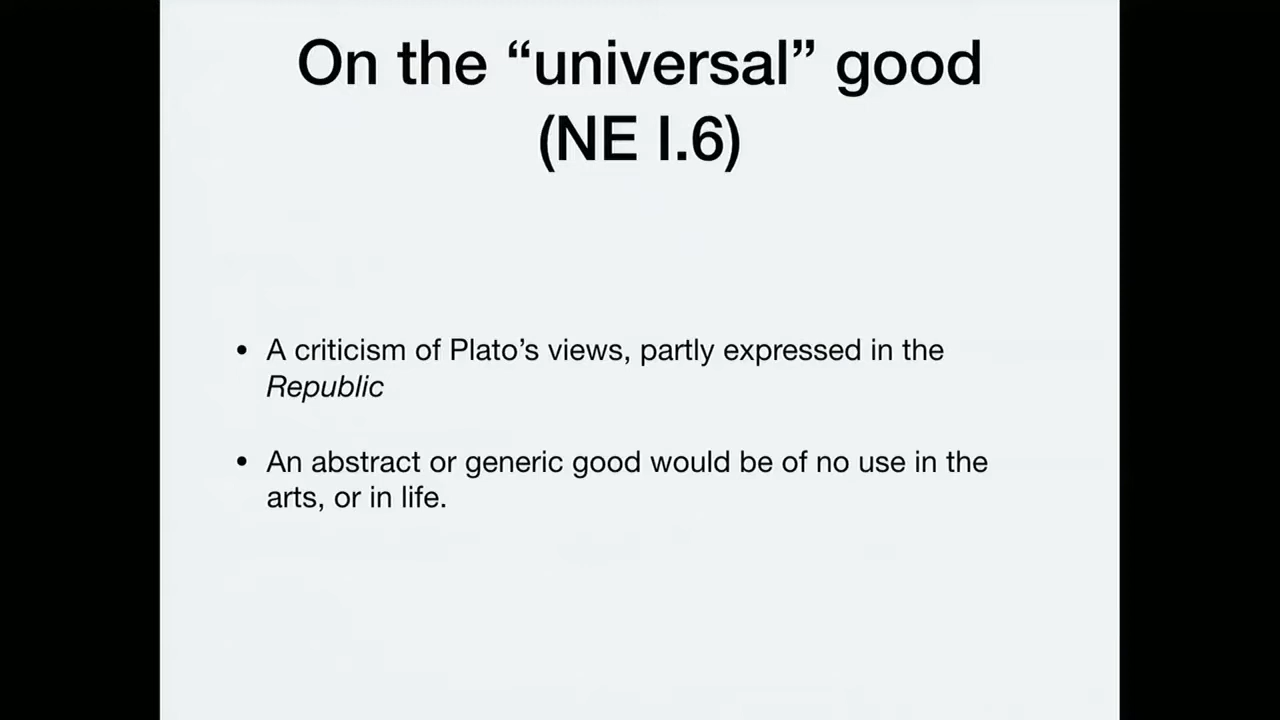 On the “universal” good
(NE I.6)
• A criticism of Plato’s views, partly expressed in the
Republic
• An abstract or generic good would be of no use in the
arts, or in life.